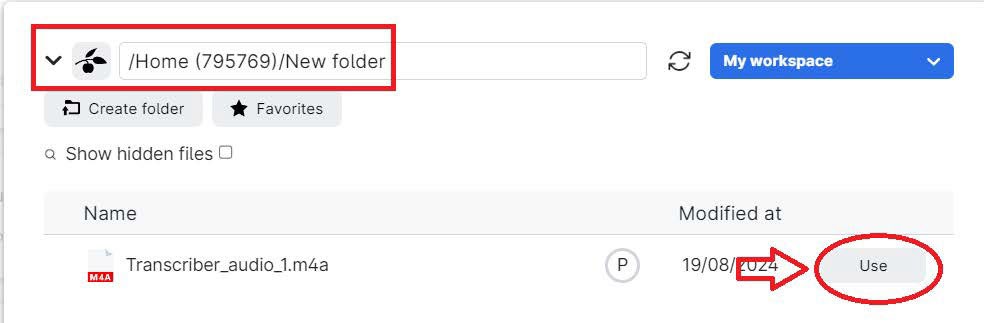 /Home (795769)/New folder
My workspace
Create folder
Favorites
Show hidden files
Name
Modified at
M4A
Transcriber_audio_1.m4a
P
19/08/2024
Use